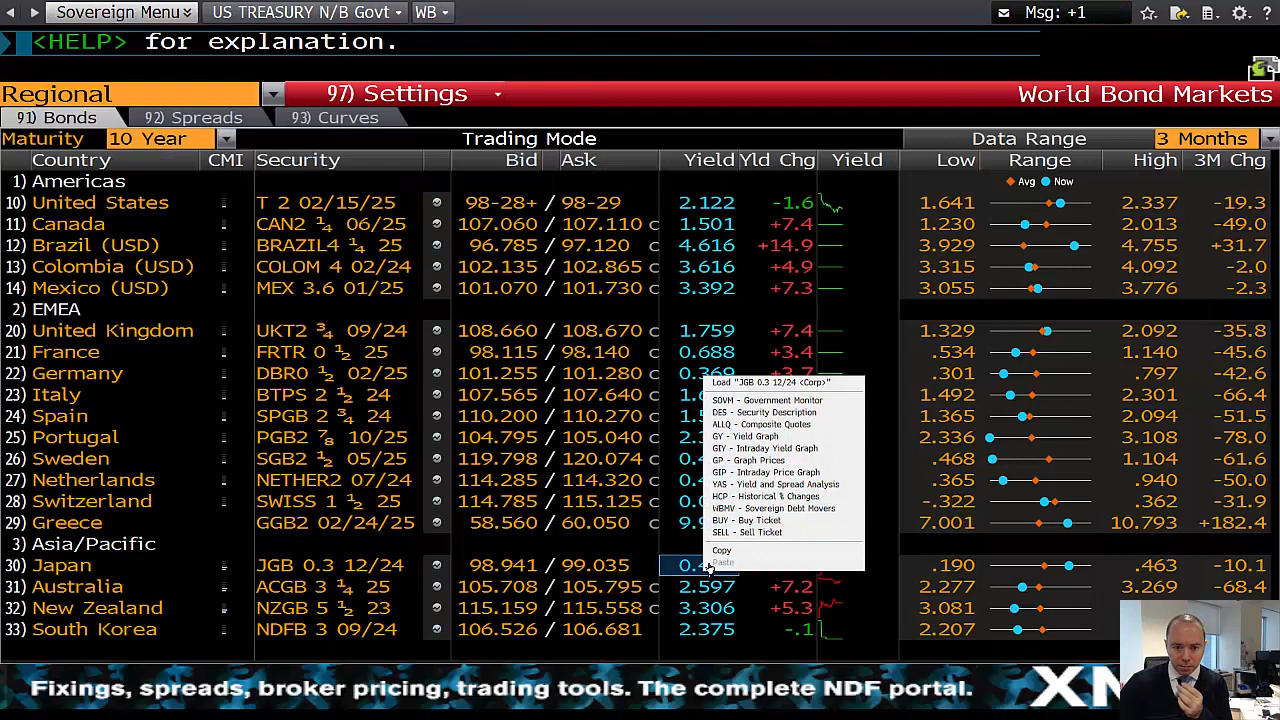 Sovereign Menu US TREASURY N/B Govt WB Msg: +1 ?
<HELP> for explanation.
Regional 97) Settings World Bond Markets
91) Bonds 92) Spreads 93) Curves
Maturity 10 Year Trading Mode Data Range 3 Months
Country CMI Security Bid Ask Yield Yld Chg Yield Low Range High 3M Chg
1) Americas Avg Now
10) United States T 2 02/15/25 98-28+ / 98-29 2.122 -1.6 1.641 2.337 -19.3
11) Canada CAN2 ¼ 06/25 107.060 / 107.110 c 1.501 +7.4 1.230 2.013 -49.0
12) Brazil (USD) BRAZIL4 ¼ 25 96.785 / 97.120 c 4.616 +14.9 3.929 4.755 +31.7
13) Colombia (USD) COLOM 4 02/24 102.135 / 102.865 c 3.616 +4.9 3.315 4.092 -2.0
14) Mexico (USD) MEX 3.6 01/25 101.070 / 101.730 c 3.392 +7.3 3.055 3.776 -2.3
2) EMEA
20) United Kingdom UKT2 ¾ 09/24 108.660 / 108.670 c 1.759 +7.4 1.329 2.092 -35.8
21) France FRTR 0 ½ 25 98.115 / 98.140 c 0.688 +3.4 .534 1.140 -45.6
22) Germany DBR0 ½ 02/25 101.265 / 101.285 c 0.369 +3.7 .301 .797 -42.6
23) Italy BTPS 2 ½ 24 107.565 / 107.640 c 1.491 2.301 -66.4
24) Spain SPGB 2 ¾ 24 110.200 / 110.270 c 1.365 2.094 -51.5
25) Portugal PGB2 ⅞ 10/25 104.795 / 105.040 c 2.336 3.108 -78.0
26) Sweden SGB2 ½ 05/25 119.798 / 120.074 c .468 1.104 -61.6
27) Netherlands NETHER2 07/24 114.285 / 114.320 c .365 .940 -50.0
28) Switzerland SWISS 1 ½ 25 114.785 / 115.125 c -.322 .362 -31.9
29) Greece GGB2 02/24/25 58.560 / 60.050 c 7.001 10.793 +182.4
3) Asia/Pacific
30) Japan JGB 0.3 12/24 98.941 / 99.035 .190 .463 -10.1
31) Australia ACGB 3 ¼ 25 105.708 / 105.795 c 2.597 +7.2 2.277 3.269 -68.4
32) New Zealand NZGB 5 ½ 23 115.159 / 115.558 c 3.306 +5.3 3.081
33) South Korea NDFB 3 09/24 106.526 / 106.681 2.375 -.1 2.207
Load "JGB 0.3 12/24 <Corp>"
SOVM - Government Monitor
DES - Security Description
ALLQ - Composite Quotes
GY - Yield Graph
GIY - Intraday Yield Graph
GP - Graph Prices
GIP - Intraday Price Graph
YAS - Yield and Spread Analysis
HCP - Historical % Changes
WBMV - Sovereign Debt Movers
BUY - Buy Ticket
SELL - Sell Ticket
Copy
Paste
Fixings, spreads, broker pricing, trading tools. The complete NDF portal.